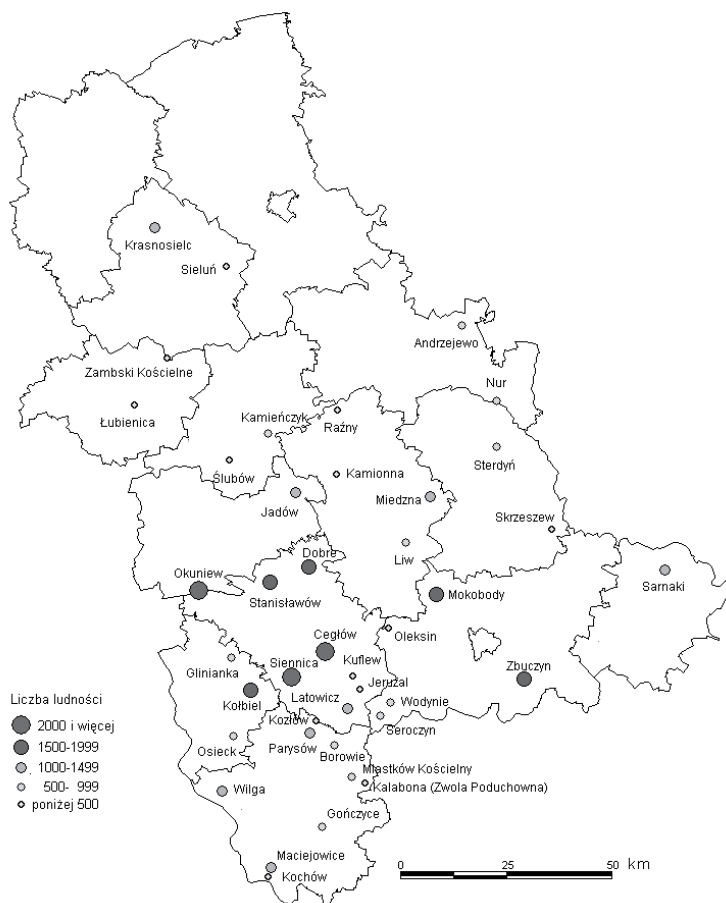 Krasnosielc
Sieluń
Andrzejewo
Zambski Kościelne
Nur
Łubienica
Kamieńczyk
Raźny
Sterdyń
Ślubów
Kamionna
Miedzna
Jadów
Skrzeszew
Liw
Dobre
Okuniew
Stanisławów
Sarnaki
Mokobody
Oleksin
Cegłów
Glinianka
Siennica
Kuflew
Zbuczyn
Jeruzal
Kołbiel
Latowicz
Wodynie
Kozłów
Seroczyn
Osieck
Parysów
Borowie
Miastków Kościelny
Kalabona (Zwola Poduchowna)
Wilga
Gończyce
Maciejowice
Kochów
Liczba ludności
2000 i więcej
1500-1999
1000-1499
500- 999
poniżej 500
0 25 50 km